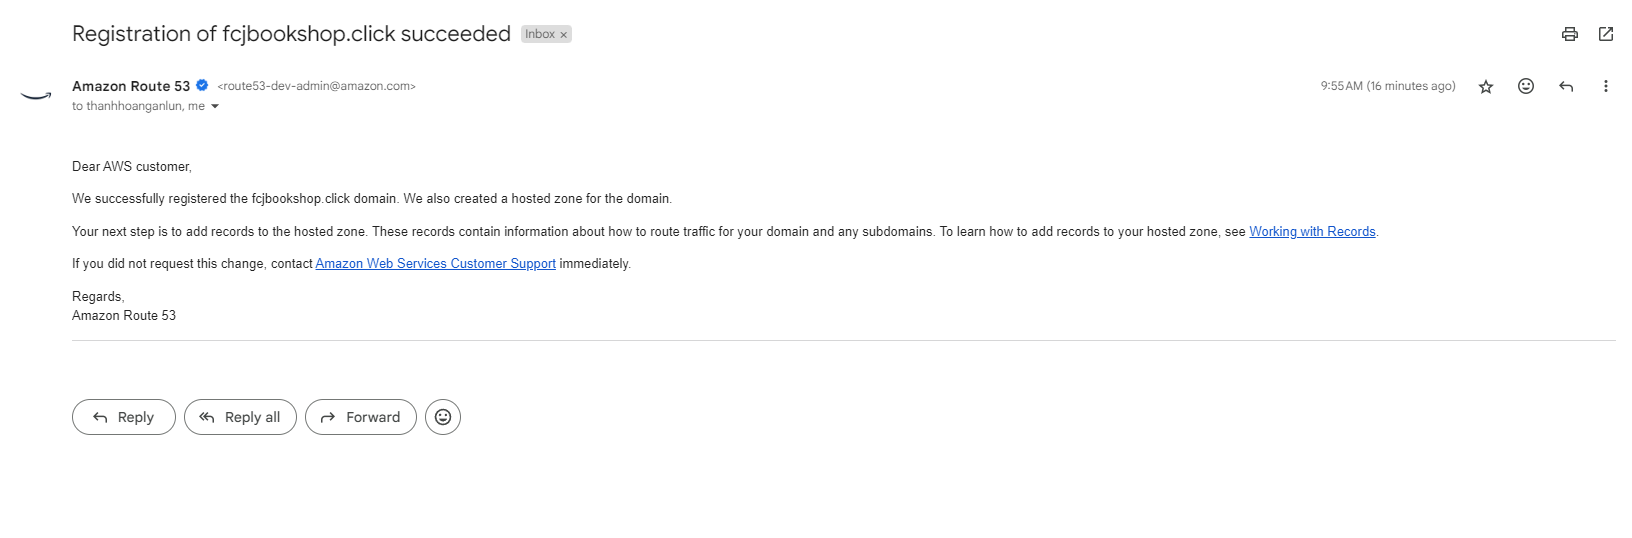 Registration of fcjbookshop.click succeeded Inbox ×
Amazon Route 53 <route53-dev-admin@amazon.com> 9:55 AM (16 minutes ago)
to thanhhoanganlun, me
Dear AWS customer,
We successfully registered the fcjbookshop.click domain. We also created a hosted zone for the domain.
Your next step is to add records to the hosted zone. These records contain information about how to route traffic for your domain and any subdomains. To learn how to add records to your hosted zone, see Working with Records.
If you did not request this change, contact Amazon Web Services Customer Support immediately.
Regards,
Amazon Route 53
Reply Reply all Forward